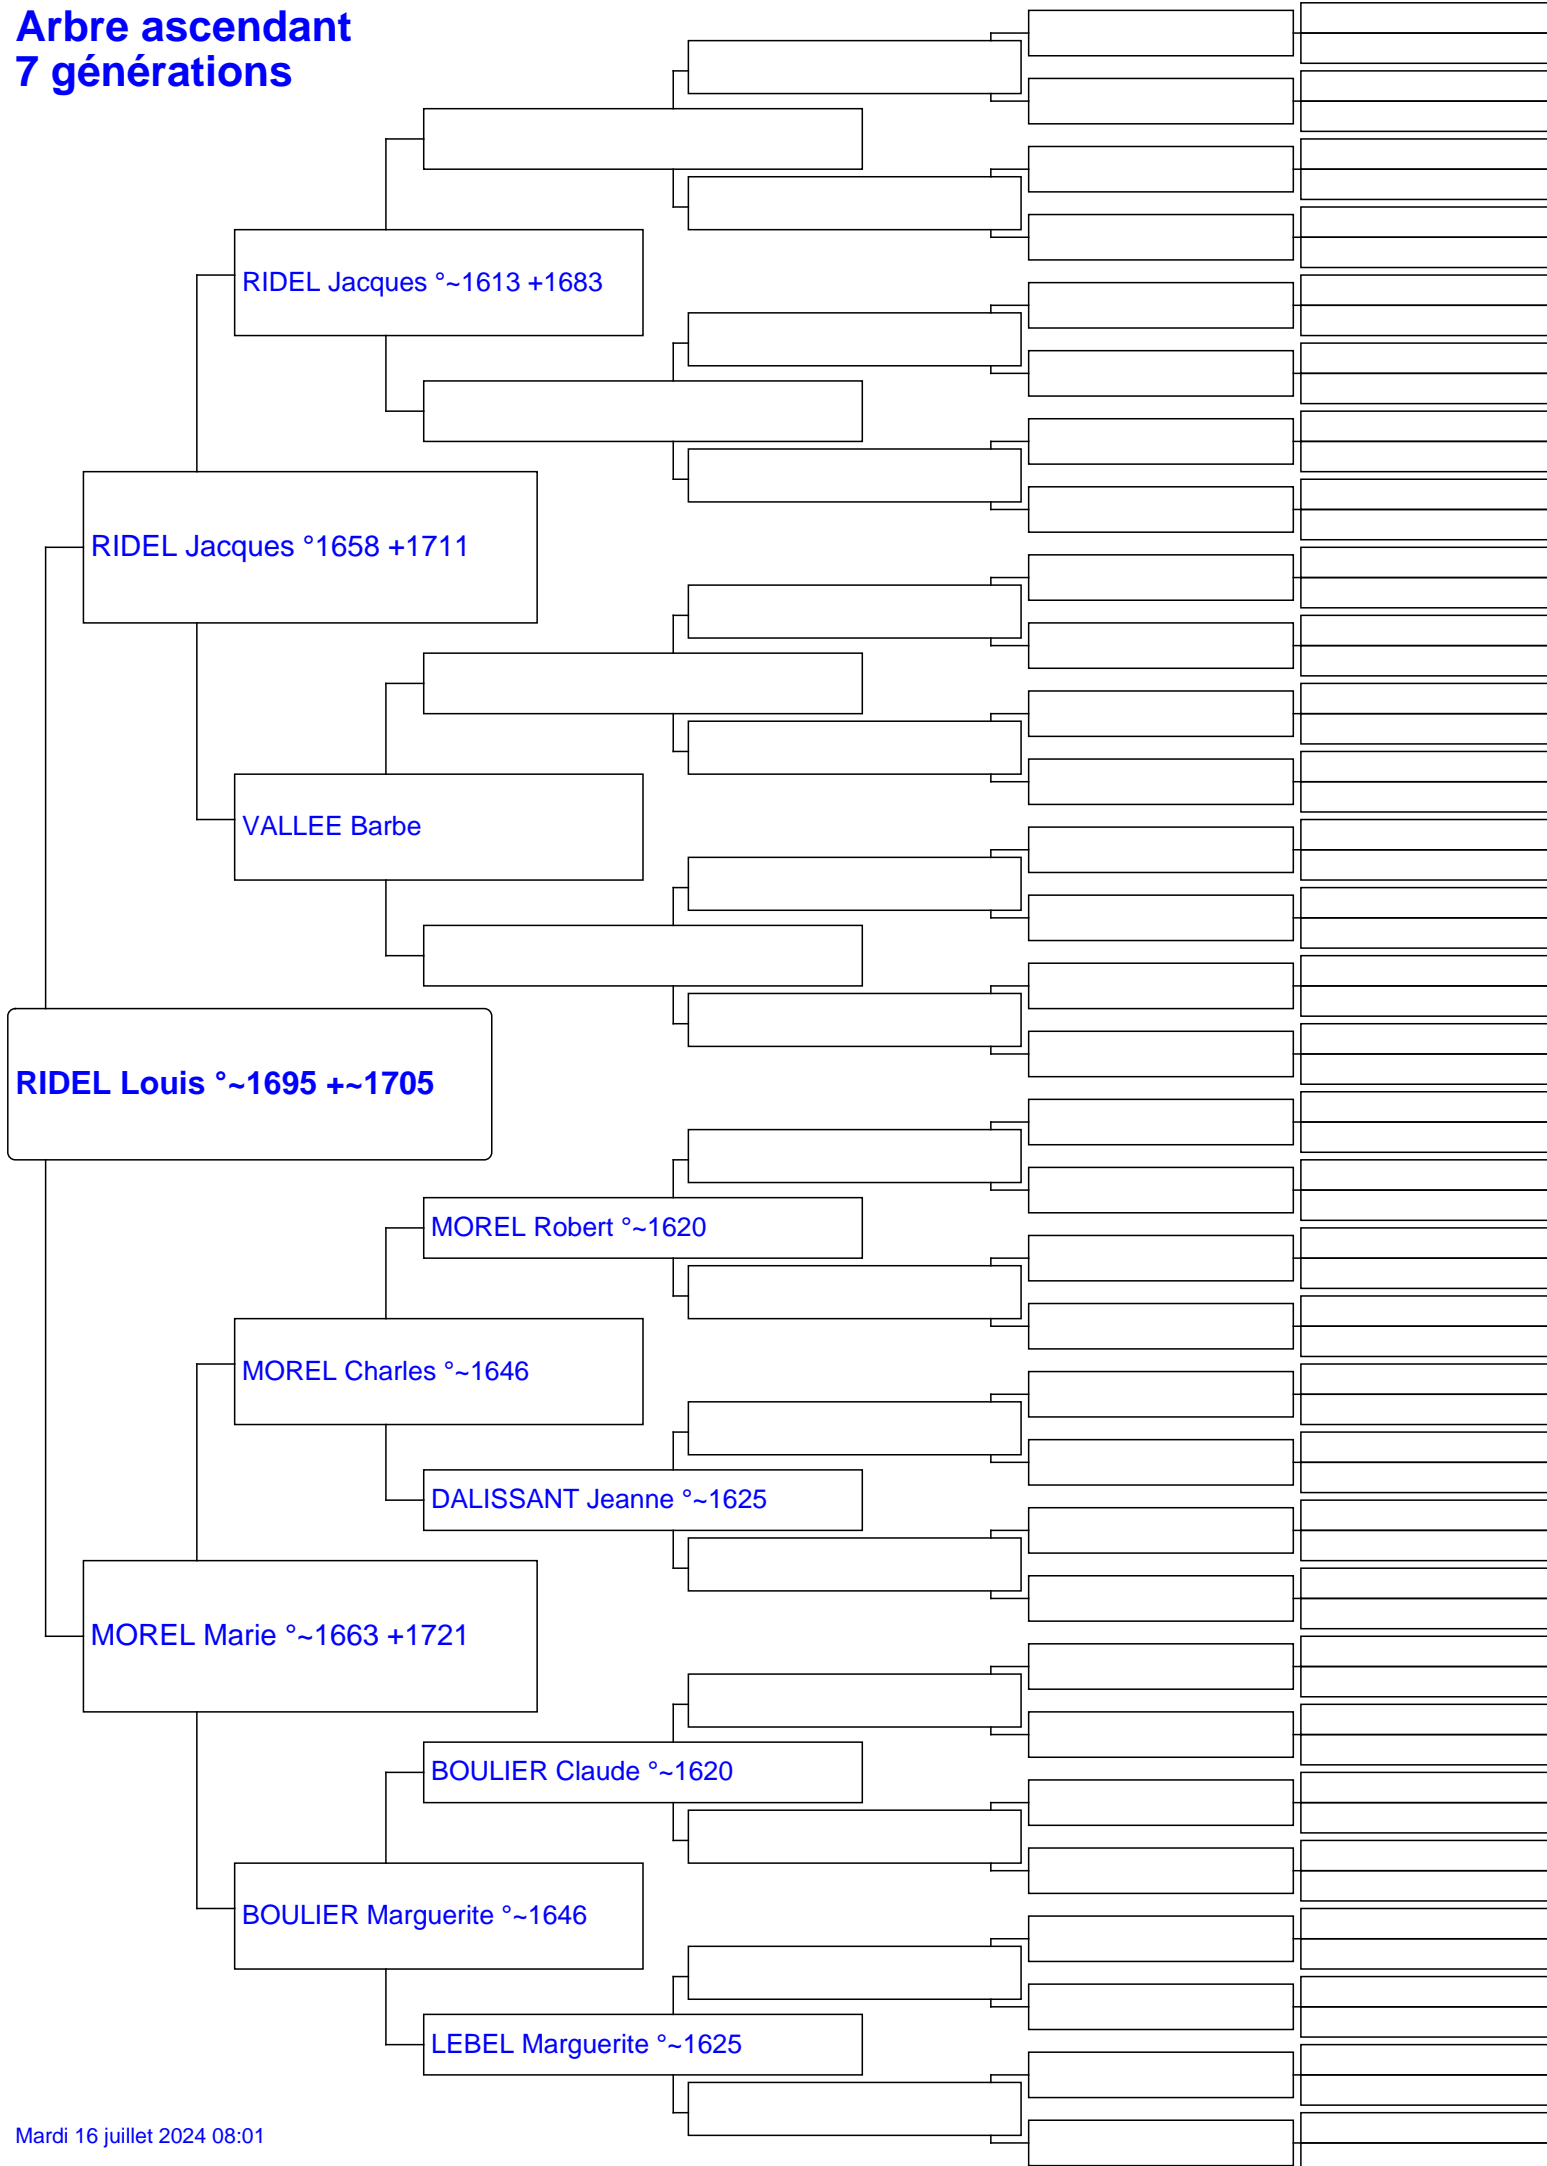 Arbre ascendant
7 générations
RIDEL Jacques °~1613 +1683
RIDEL Jacques °1658 +1711
VALLEE Barbe
RIDEL Louis °~1695 +~1705
MOREL Robert °~1620
MOREL Charles °~1646
DALISSANT Jeanne °~1625
MOREL Marie °~1663 +1721
BOULIER Claude °~1620
BOULIER Marguerite °~1646
LEBEL Marguerite °~1625
Mardi 16 juillet 2024 08:01